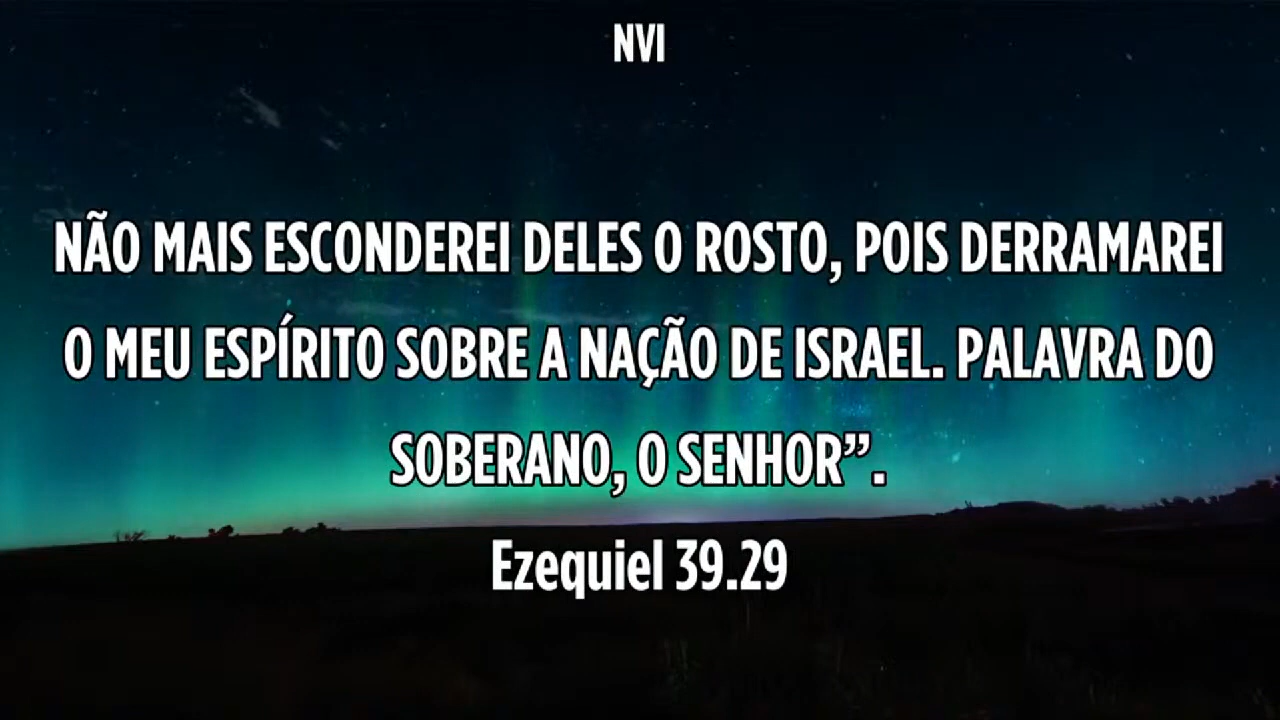 NVI
NÃO MAIS ESCONDEREI DELES O ROSTO, POIS DERRAMAREI
O MEU ESPÍRITO SOBRE A NAÇÃO DE ISRAEL. PALAVRA DO
SOBERANO, O SENHOR”.
Ezequiel 39.29